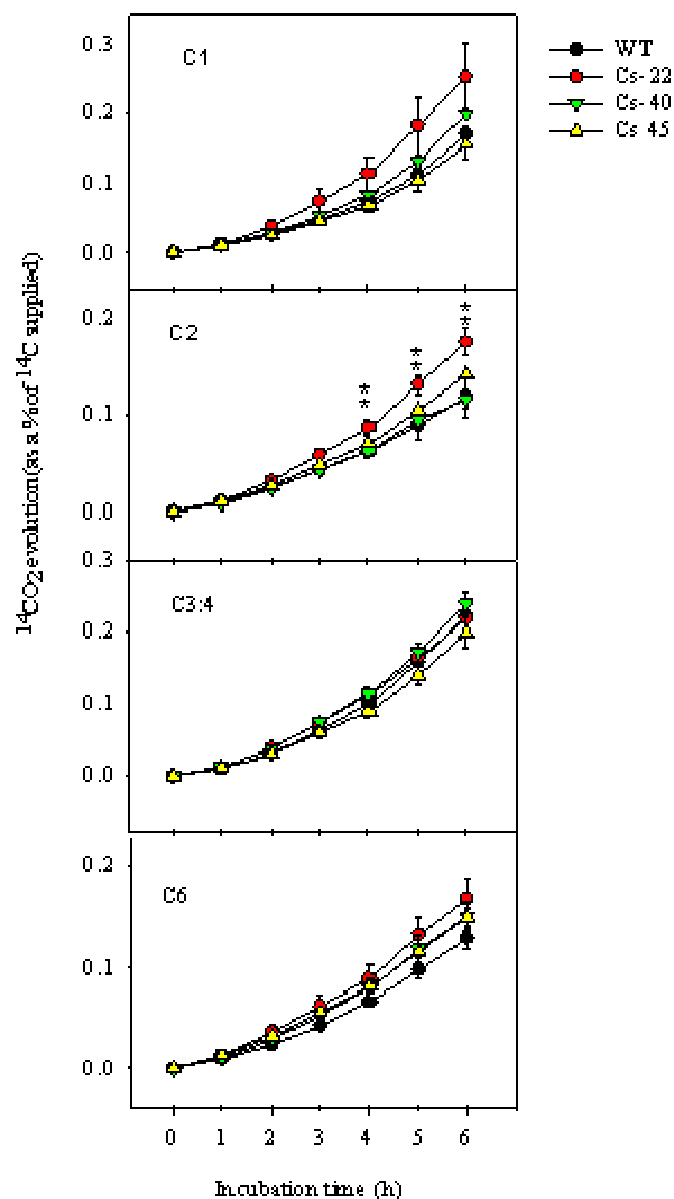 WT
Cs-22
Cs-40
Cs-45
14CO2 evolution (as a % of 14C supplied)
C1
0.3
0.2
0.1
0.0
C2
0.2
0.1
0.0
* *
* *
* *
C3:4
0.3
0.2
0.1
0.0
C6
0.2
0.1
0.0
0 1 2 3 4 5 6
Incubation time (h)